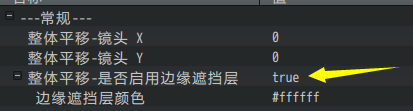 ---常规---
整体平移-镜头 X 0
整体平移-镜头 Y 0
整体平移-是否启用边缘遮挡层 true
边缘遮挡层颜色 #ffffff